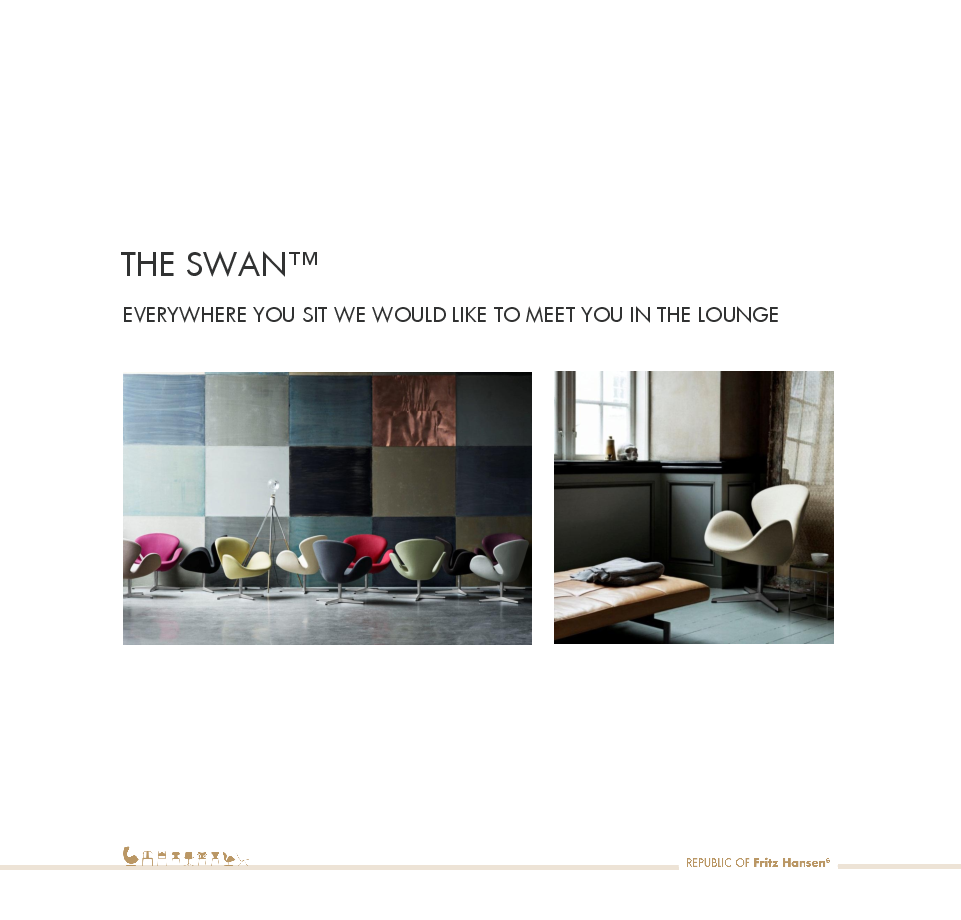 THE SWAN™
EVERYWHERE YOU SIT WE WOULD LIKE TO MEET YOU IN THE LOUNGE
REPUBLIC OF Fritz Hansen®